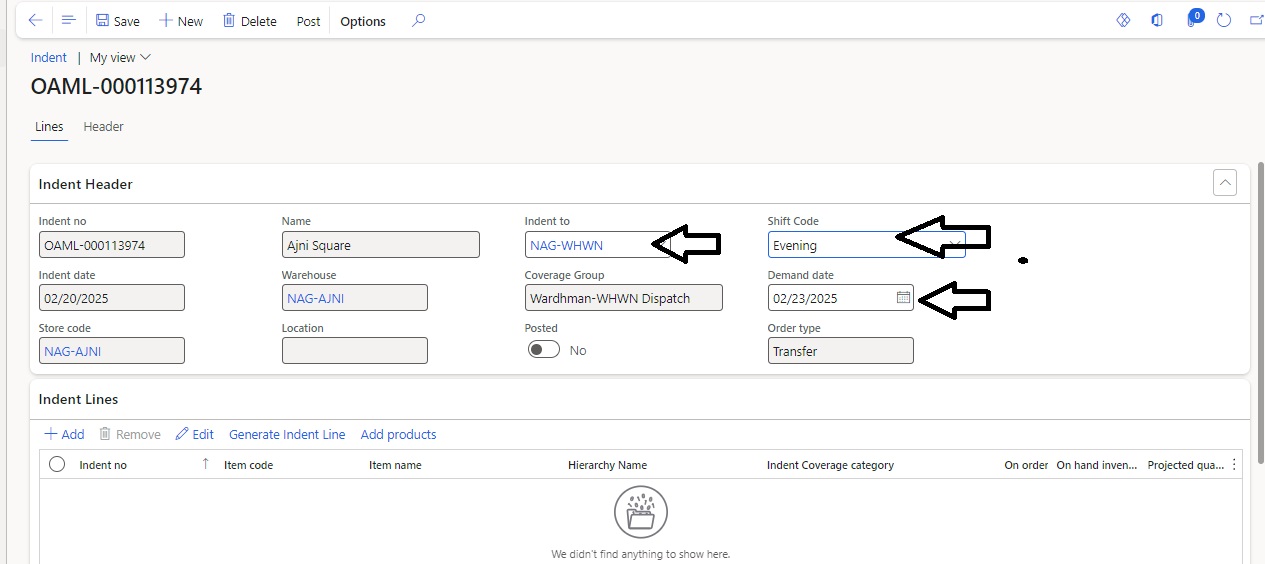 Save New Delete Post Options 0
Indent | My view
OAML-000113974
Lines Header
Indent Header
Indent no Name Indent to Shift Code
OAML-000113974 Ajni Square NAG-WHWN Evening
Indent date Warehouse Coverage Group Demand date
02/20/2025 NAG-AJNI Wardhman-WHWN Dispatch 02/23/2025
Store code Location Posted Order type
NAG-AJNI No Transfer
Indent Lines
Add Remove Edit Generate Indent Line Add products
Indent no Item code Item name Hierarchy Name Indent Coverage category On order On hand inven... Projected qua...
We didn't find anything to show here.